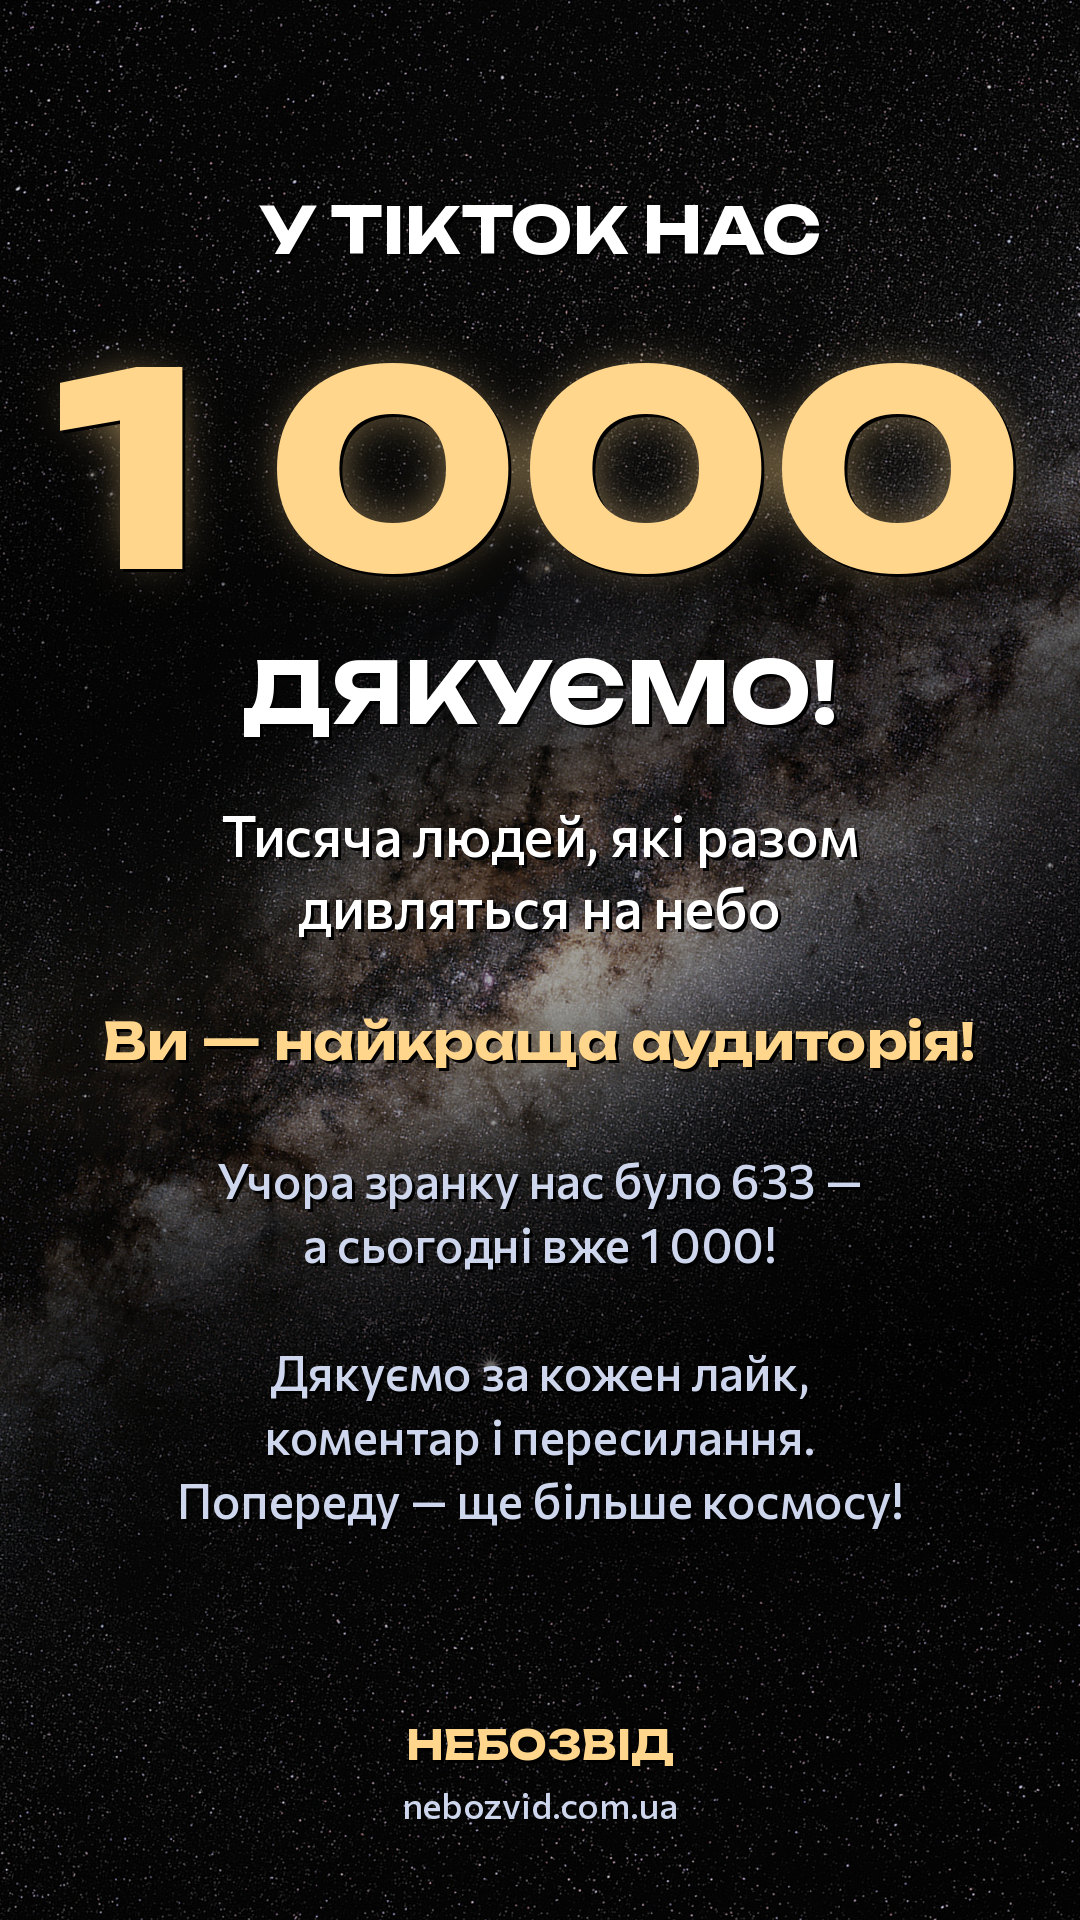 У ТІКТОК НАС
1 000
ДЯКУЄМО!
Тисяча людей, які разом
дивляться на небо
Ви — найкраща аудиторія!
Учора зранку нас було 633 —
а сьогодні вже 1 000!
Дякуємо за кожен лайк,
коментар і пересилання.
Попереду — ще більше космосу!
НЕБОЗВІД
nebozvid.com.ua